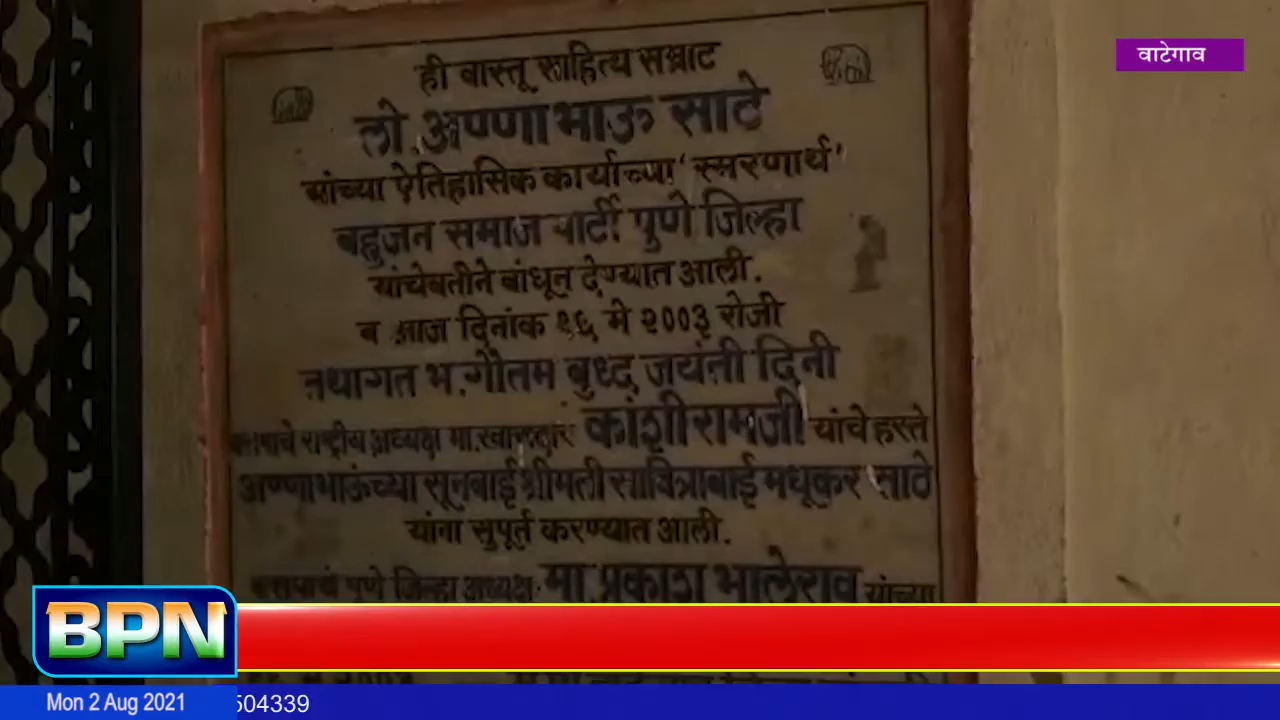 वाटेगाव
ही वास्तू साहित्य सम्राट
लो. अण्णा भाऊ साठे
यांच्या ऐतिहासिक कार्याच्या 'स्मरणार्थ'
बहुजन समाज पार्टी पुणे जिल्हा
यांचेवतीने बांधून देण्यात आली.
व आज दिनांक १६ मे २००३ रोजी
तथागत भ. गौतम बुध्द जयंती दिनी
राष्ट्रीय अध्यक्ष मा. खासदार कांशीरामजी यांचे हस्ते
अण्णाभाऊंच्या सूनबाई श्रीमती सावित्राबाई मधूकर साठे
यांना सुपूर्त करण्यात आली.
पुणे जिल्हा अध्यक्ष मा. प्रकाश भालेराव यांच्या
BPN
Mon 2 Aug 2021
504339